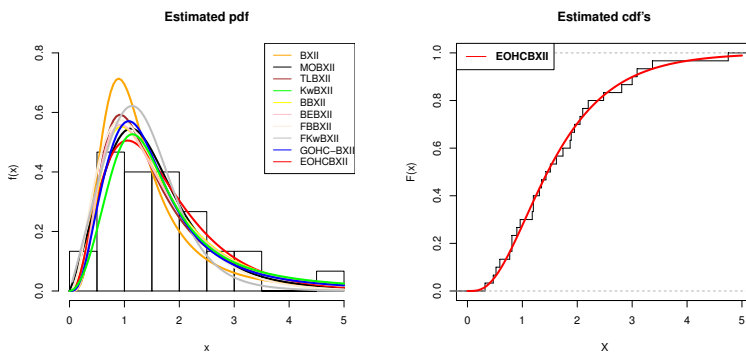 Estimated pdf
f(x)
0.8
0.6
0.4
0.2
0.0
BXII
MOBXII
TLBXII
KwBXII
BBXII
BEBXII
FBBXII
FKwBXII
GOHC−BXII
EOHCBXII
0 1 2 3 4 5
x
Estimated cdf's
F(x)
1.0
0.8
0.6
0.4
0.2
0.0
EOHCBXII
0 1 2 3 4 5
X